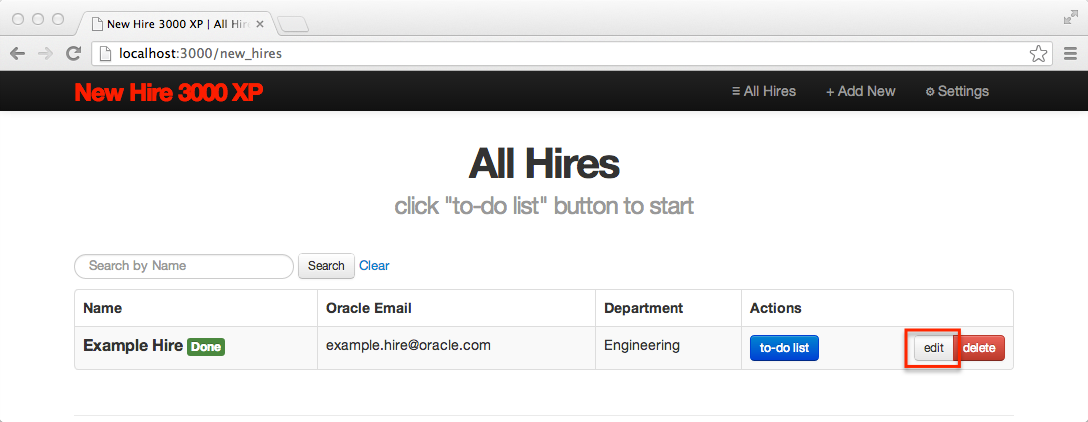 New Hire 3000 XP | All Hir
localhost:3000/new_hires
New Hire 3000 XP
☰ All Hires
+ Add New
⚙ Settings
All Hires
click "to-do list" button to start
Search by Name
Search
Clear
Name
Oracle Email
Department
Actions
Example Hire Done
example.hire@oracle.com
Engineering
to-do list
edit
delete